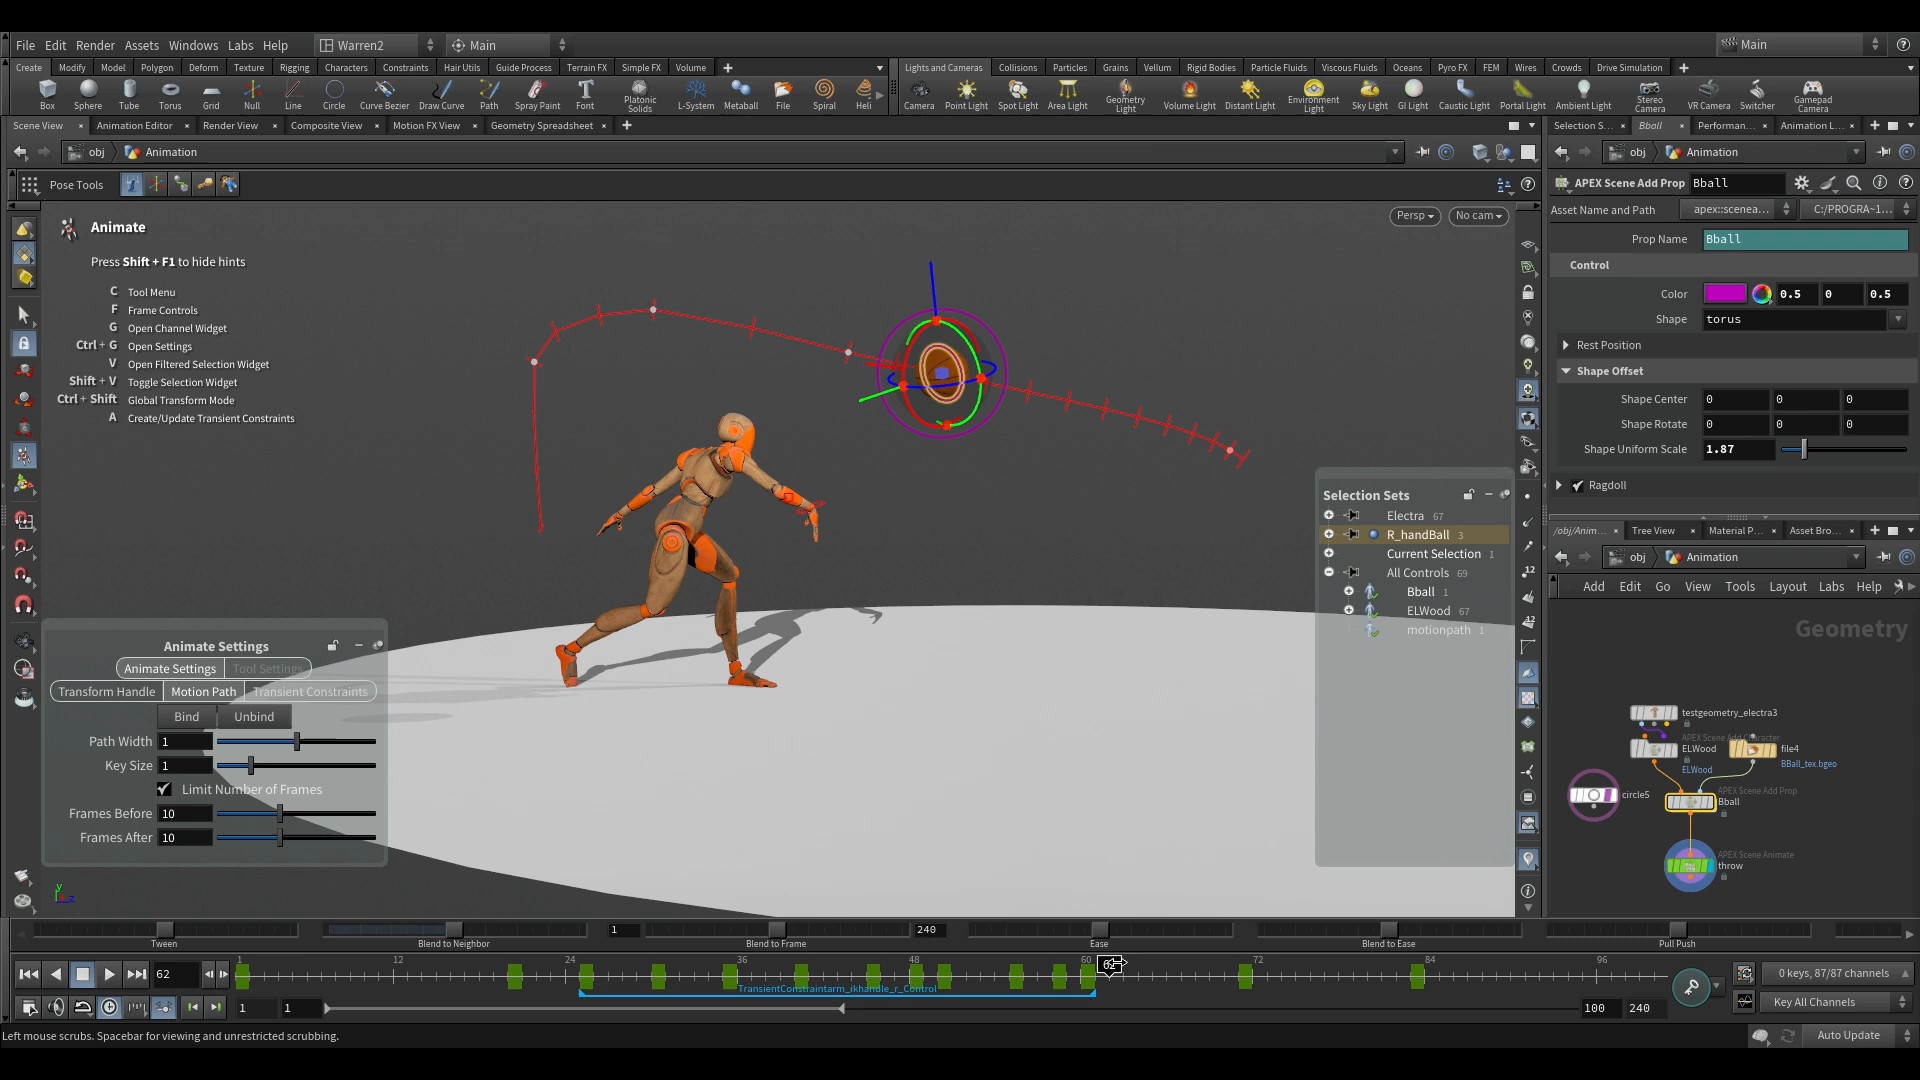 File Edit Render Assets Windows Labs Help Warren2 Main Main
Create Modify Model Polygon Deform Texture Rigging Characters Constraints Hair Utils Guide Process Terrain FX Simple FX Volume
Lights and Cameras Collisions Particles Grains Vellum Rigid Bodies Particle Fluids Viscous Fluids Oceans Pyro FX FEM Wires Crowds Drive Simulation
Box Sphere Tube Torus Grid Null Line Circle Curve Bezier Draw Curve Path Spray Paint Font Platonic Solids L-System Metaball File Spiral Heli
Camera Point Light Spot Light Area Light Geometry Light Volume Light Distant Light Environment Light Sky Light GI Light Caustic Light Portal Light Ambient Light Stereo Camera VR Camera Switcher Gamepad Camera
Scene View Animation Editor Render View Composite View Motion FX View Geometry Spreadsheet
Selection S... Bball Performan... Animation L...
obj Animation
obj Animation
Pose Tools
APEX Scene Add Prop Bball
Asset Name and Path apex::scenea... C:/PROGRA~1...
Prop Name Bball
Control
Color 0.5 0 0.5
Shape torus
Rest Position
Shape Offset
Shape Center 0 0 0
Shape Rotate 0 0 0
Shape Uniform Scale 1.87
Ragdoll
Persp No cam
Animate
Press Shift + F1 to hide hints
C Tool Menu
F Frame Controls
G Open Channel Widget
Ctrl + G Open Settings
V Open Filtered Selection Widget
Shift + V Toggle Selection Widget
Ctrl + Shift Global Transform Mode
A Create/Update Transient Constraints
Selection Sets
Electra 67
R_handBall 3
Current Selection 1
All Controls 69
Bball 1
ELWood 67
motionpath 1
Animate Settings
Animate Settings Tool Settings
Transform Handle Motion Path Transient Constraints
Bind Unbind
Path Width 1
Key Size 1
Limit Number of Frames
Frames Before 10
Frames After 10
y
z
/obj/Anim... Tree View Material P... Asset Bro...
obj Animation
Add Edit Go View Tools Layout Labs Help
Geometry
testgeometry_electra3
APEX Scene Add Character
ELWood
ELWood
file4
BBall_tex.bgeo
circle5
APEX Scene Add Prop
Bball
APEX Scene Animate
throw
1 240
Tween Blend to Neighbor Blend to Frame Ease Blend to Ease Pull Push
62
1 12 24 36 48 60 72 84 96
62
TransientConstraintarm_ikhandle_r_Control
0 keys, 87/87 channels
1 1 100 240
Key All Channels
Left mouse scrubs. Spacebar for viewing and unrestricted scrubbing.
Auto Update